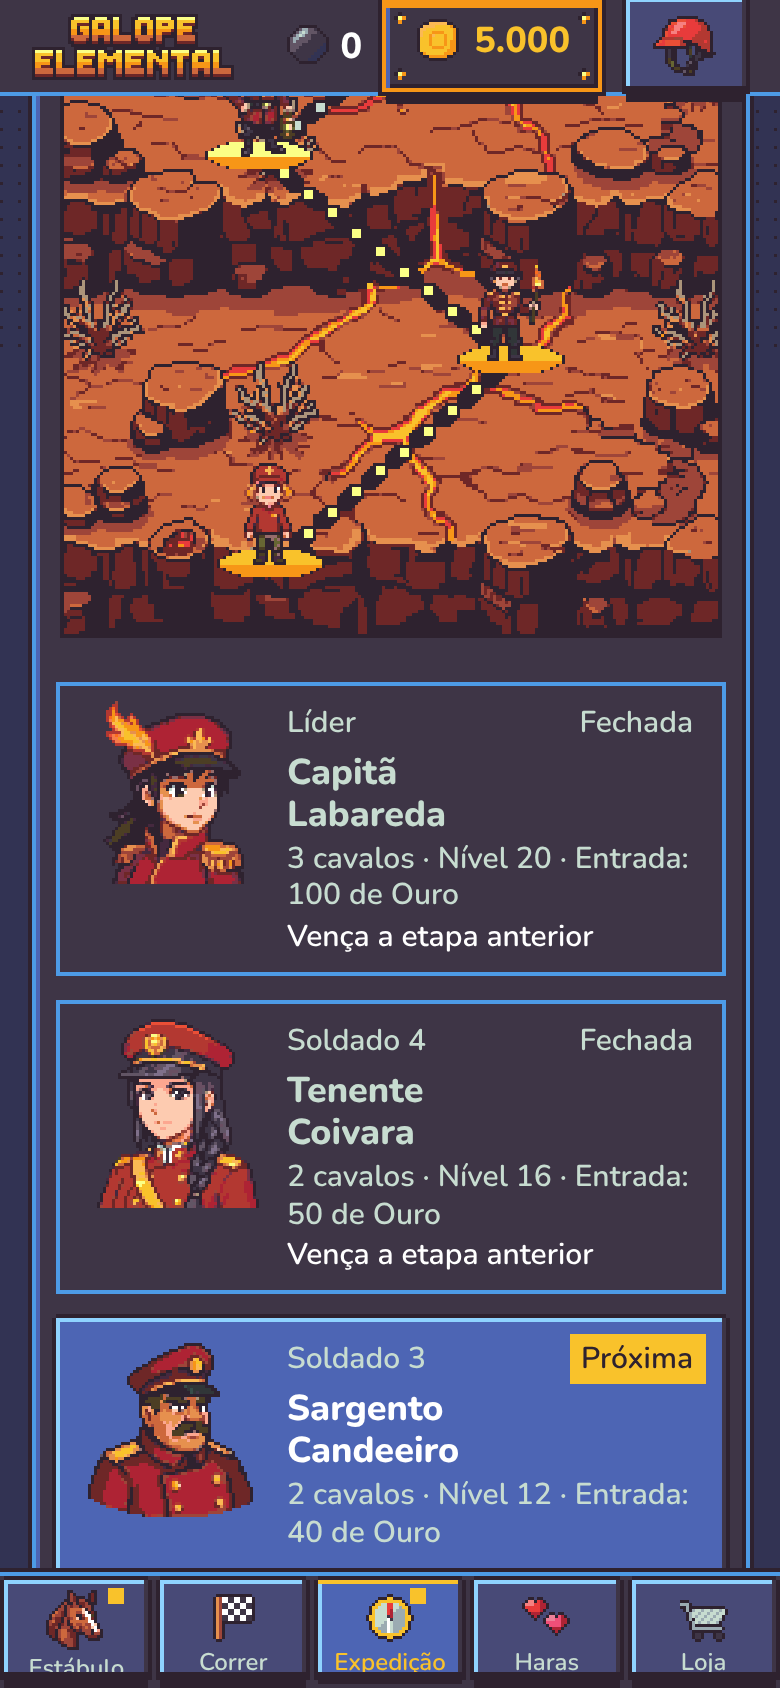 GALOPE
ELEMENTAL
0
5.000
Líder
Fechada
Capitã
Labareda
3 cavalos · Nível 20 · Entrada:
100 de Ouro
Vença a etapa anterior
Soldado 4
Fechada
Tenente
Coivara
2 cavalos · Nível 16 · Entrada:
50 de Ouro
Vença a etapa anterior
Soldado 3
Próxima
Sargento
Candeeiro
2 cavalos · Nível 12 · Entrada:
40 de Ouro
Estábulo
Correr
Expedição
Haras
Loja